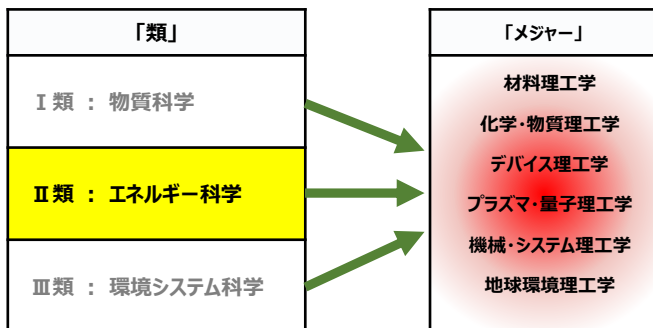 「類」
Ⅰ類 : 物質科学
Ⅱ類 : エネルギー科学
Ⅲ類 : 環境システム科学
「メジャー」
材料理工学
化学・物質理工学
デバイス理工学
プラズマ・量子理工学
機械・システム理工学
地球環境理工学